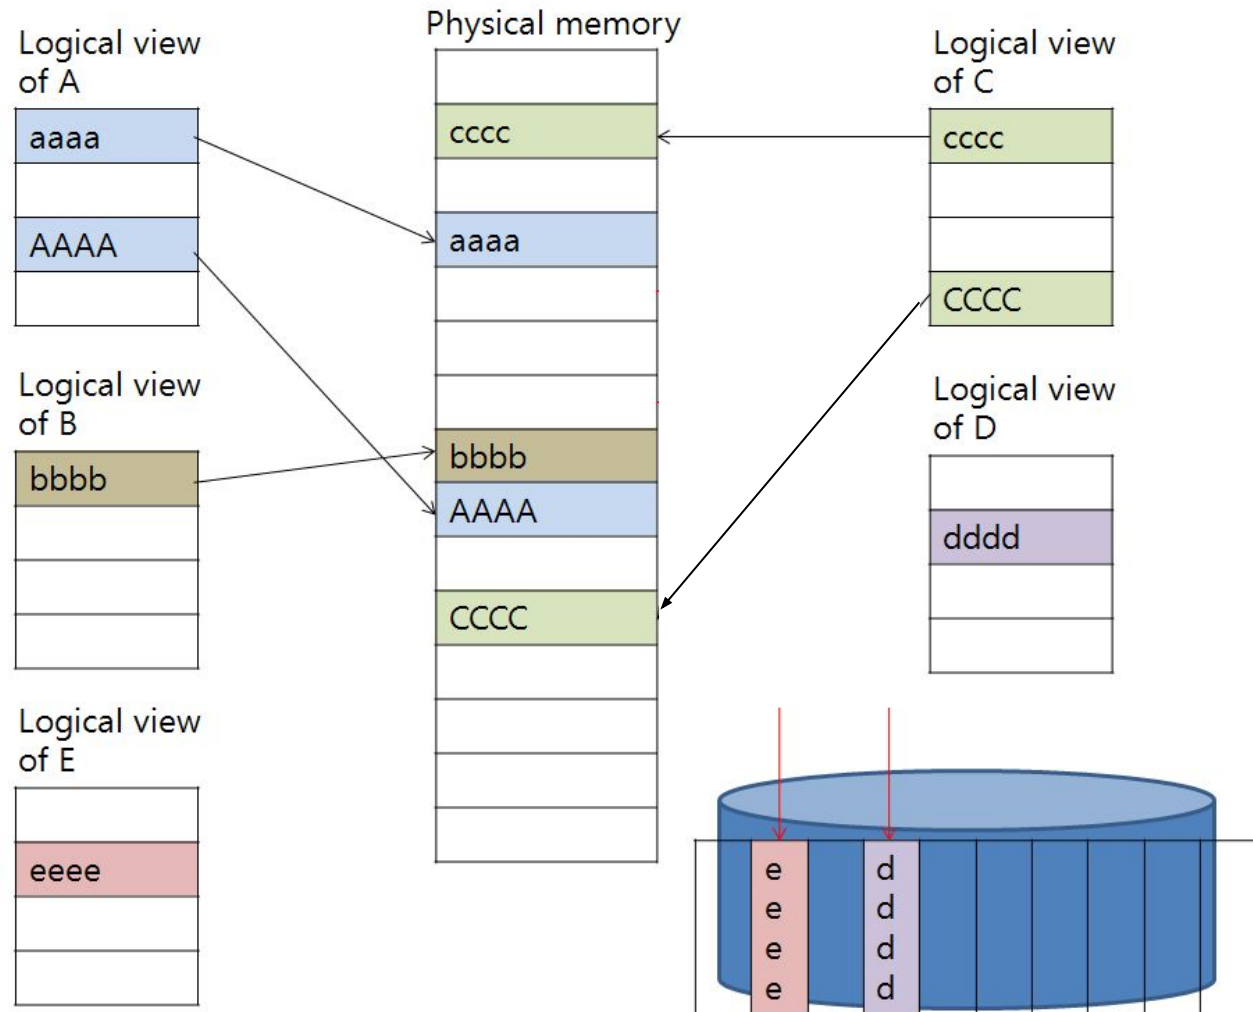 Logical view
of A
aaaa
AAAA
Logical view
of B
bbbb
Logical view
of E
eeee
Physical memory
cccc
aaaa
bbbb
AAAA
CCCC
Logical view
of C
cccc
CCCC
Logical view
of D
dddd
e
e
e
e
d
d
d
d